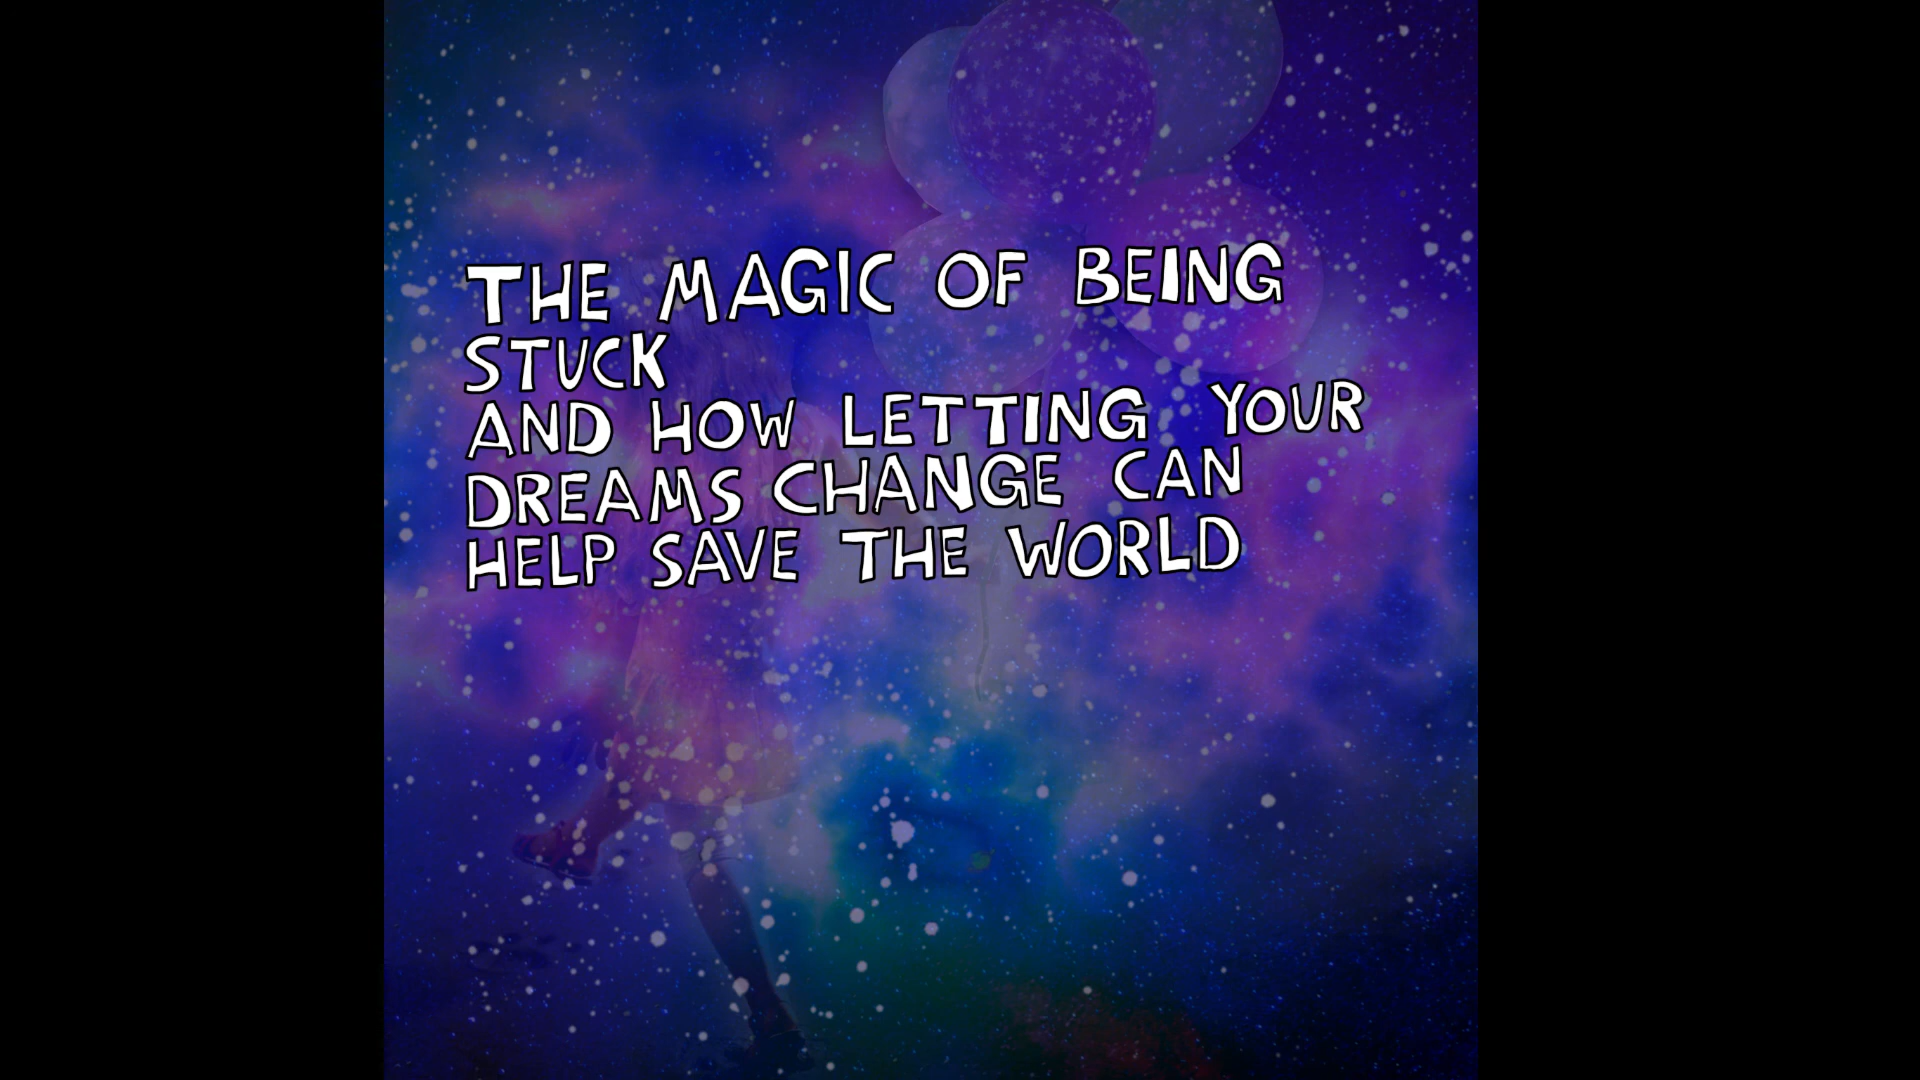 THE MAGIC OF BEING
STUCK
AND HOW LETTING YOUR
DREAMS CHANGE CAN
HELP SAVE THE WORLD